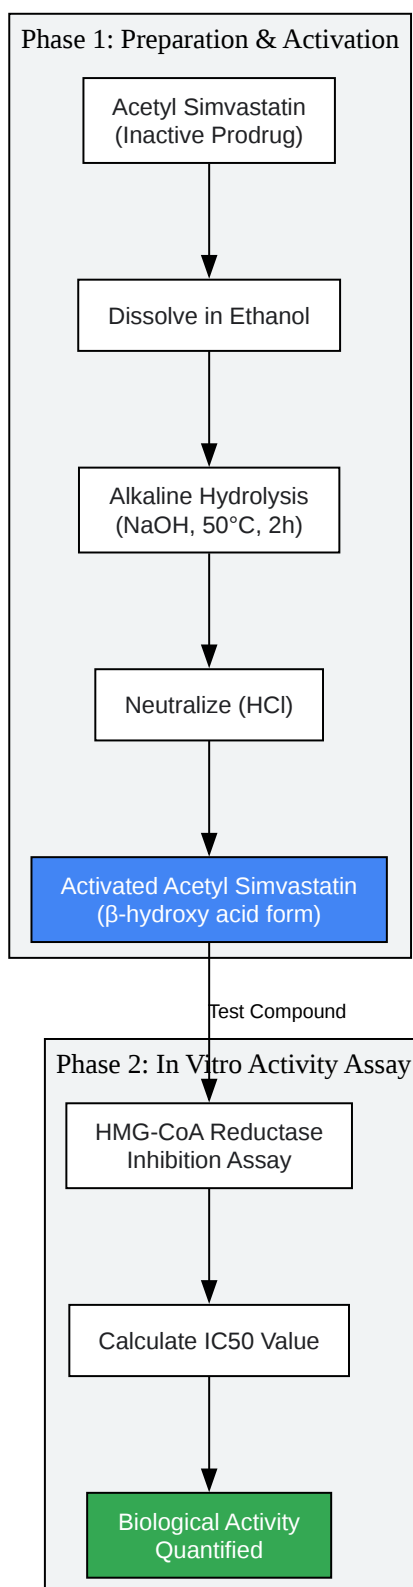 Phase 1: Preparation & Activation
Acetyl Simvastatin
(Inactive Prodrug)
Dissolve in Ethanol
Alkaline Hydrolysis
(NaOH, 50°C, 2h)
Neutralize (HCl)
Activated Acetyl Simvastatin
(β-hydroxy acid form)
Test Compound
Phase 2: In Vitro Activity Assay
HMG-CoA Reductase
Inhibition Assay
Calculate IC50 Value
Biological Activity
Quantified